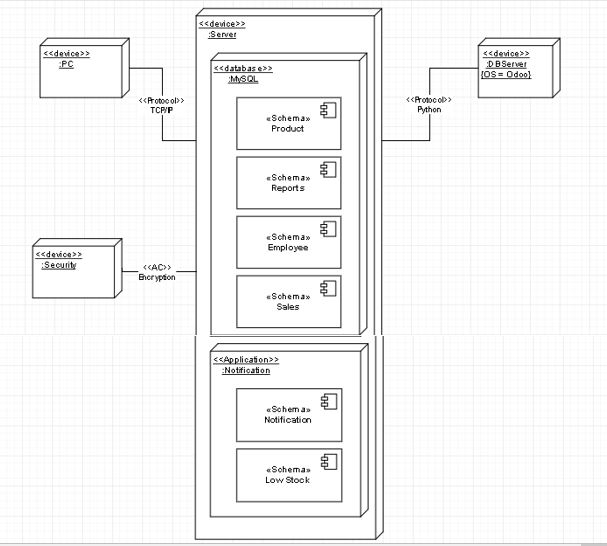 <<device>>
:Server
<<device>>
:PC
<<Protocol>>
TCP/IP
<<database>>
:MySQL
«Schema»
Product
«Schema»
Reports
«Schema»
Employee
«Schema»
Sales
<<Protocol>>
Python
<<device>>
:DBServer
{OS = Odoo}
<<device>>
:Security
<<AC>>
Encryption
<<Application>>
:Notification
«Schema»
Notification
«Schema»
Low Stock